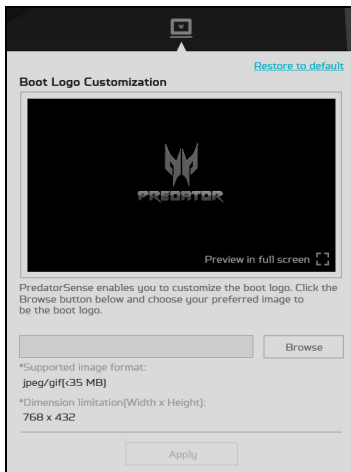 Restore to default
Boot Logo Customization
PREDATOR
Preview in full screen
PredatorSense enables you to customize the boot logo. Click the
Browse button below and choose your preferred image to
be the boot logo.
Browse
*Supported image format:
jpeg/gif(<35 MB)
*Dimension limitation(Width x Height):
768 x 432
Apply